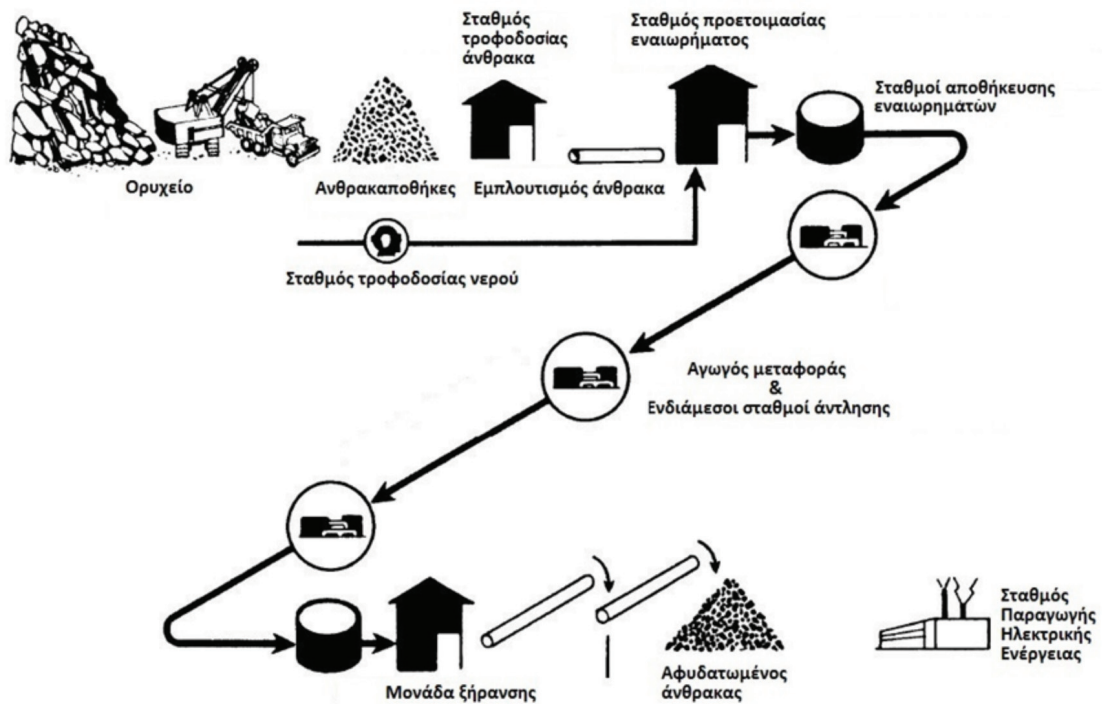 Σταθμός
τροφοδοσίας
άνθρακα
Σταθμός προετοιμασίας
εναιωρήματος
Σταθμοί αποθήκευσης
εναιωρημάτών
Ορυχείο
Ανθρακαποθήκες
Εμπλουτισμός άνθρακα
Σταθμός τροφοδοσίας νερού
Αγωγός μεταφοράς
&
Ενδιάμεσοι σταθμοί άντλησης
Σταθμός
Παραγωγής
Ηλεκτρικής
Ενέργειας
Μονάδα ξήρανσης
Αφυδατωμένος
άνθρακας